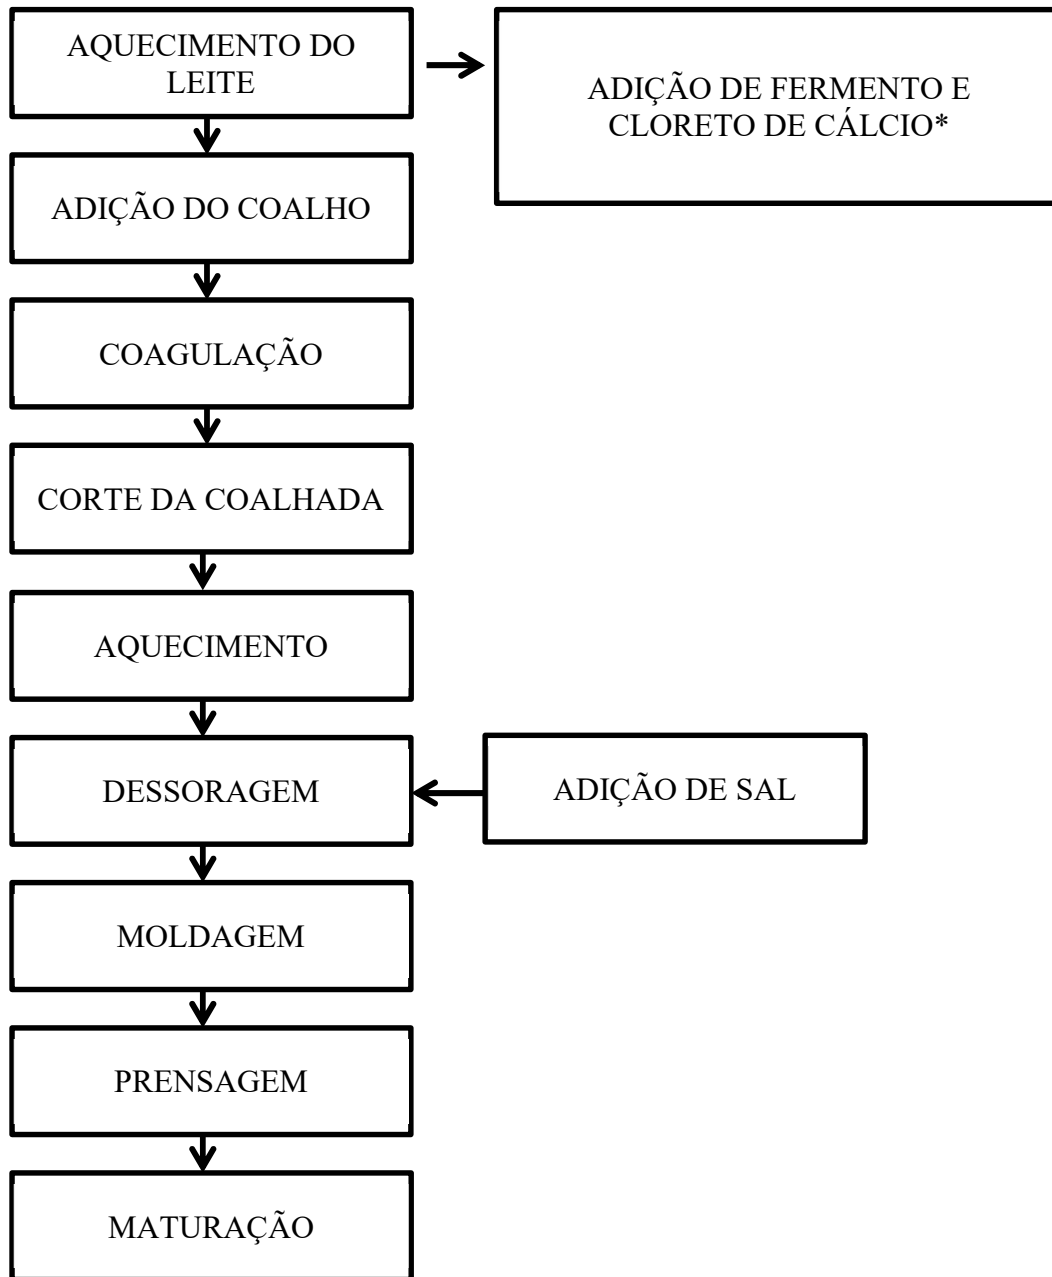 AQUECIMENTO DO
LEITE
ADIÇÃO DE FERMENTO E
CLORETO DE CÁLCIO*
ADIÇÃO DO COALHO
COAGULAÇÃO
CORTE DA COALHADA
AQUECIMENTO
DESSORAGEM
ADIÇÃO DE SAL
MOLDAGEM
PRENSAGEM
MATURAÇÃO